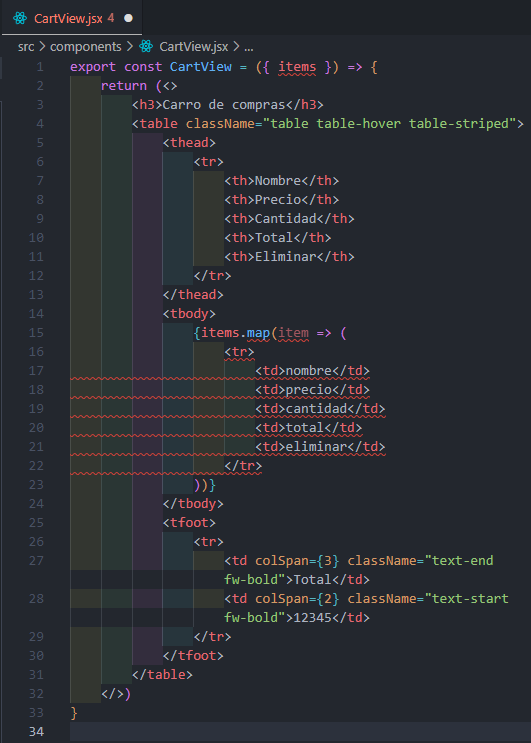 CartView.jsx 4
src > components > CartView.jsx > ...
1 export const CartView = ({ items }) => {
2     return (<>
3         <h3>Carro de compras</h3>
4         <table className="table table-hover table-striped">
5             <thead>
6                 <tr>
7                     <th>Nombre</th>
8                     <th>Precio</th>
9                     <th>Cantidad</th>
10                     <th>Total</th>
11                     <th>Eliminar</th>
12                 </tr>
13             </thead>
14             <tbody>
15                 {items.map(item => (
16                     <tr>
17                         <td>nombre</td>
18                         <td>precio</td>
19                         <td>cantidad</td>
20                         <td>total</td>
21                         <td>eliminar</td>
22                     </tr>
23                 ))}
24             </tbody>
25             <tfoot>
26                 <tr>
27                     <td colSpan={3} className="text-end
fw-bold">Total</td>
28                     <td colSpan={2} className="text-start
fw-bold">12345</td>
29                 </tr>
30             </tfoot>
31         </table>
32     </>)
33 }
34